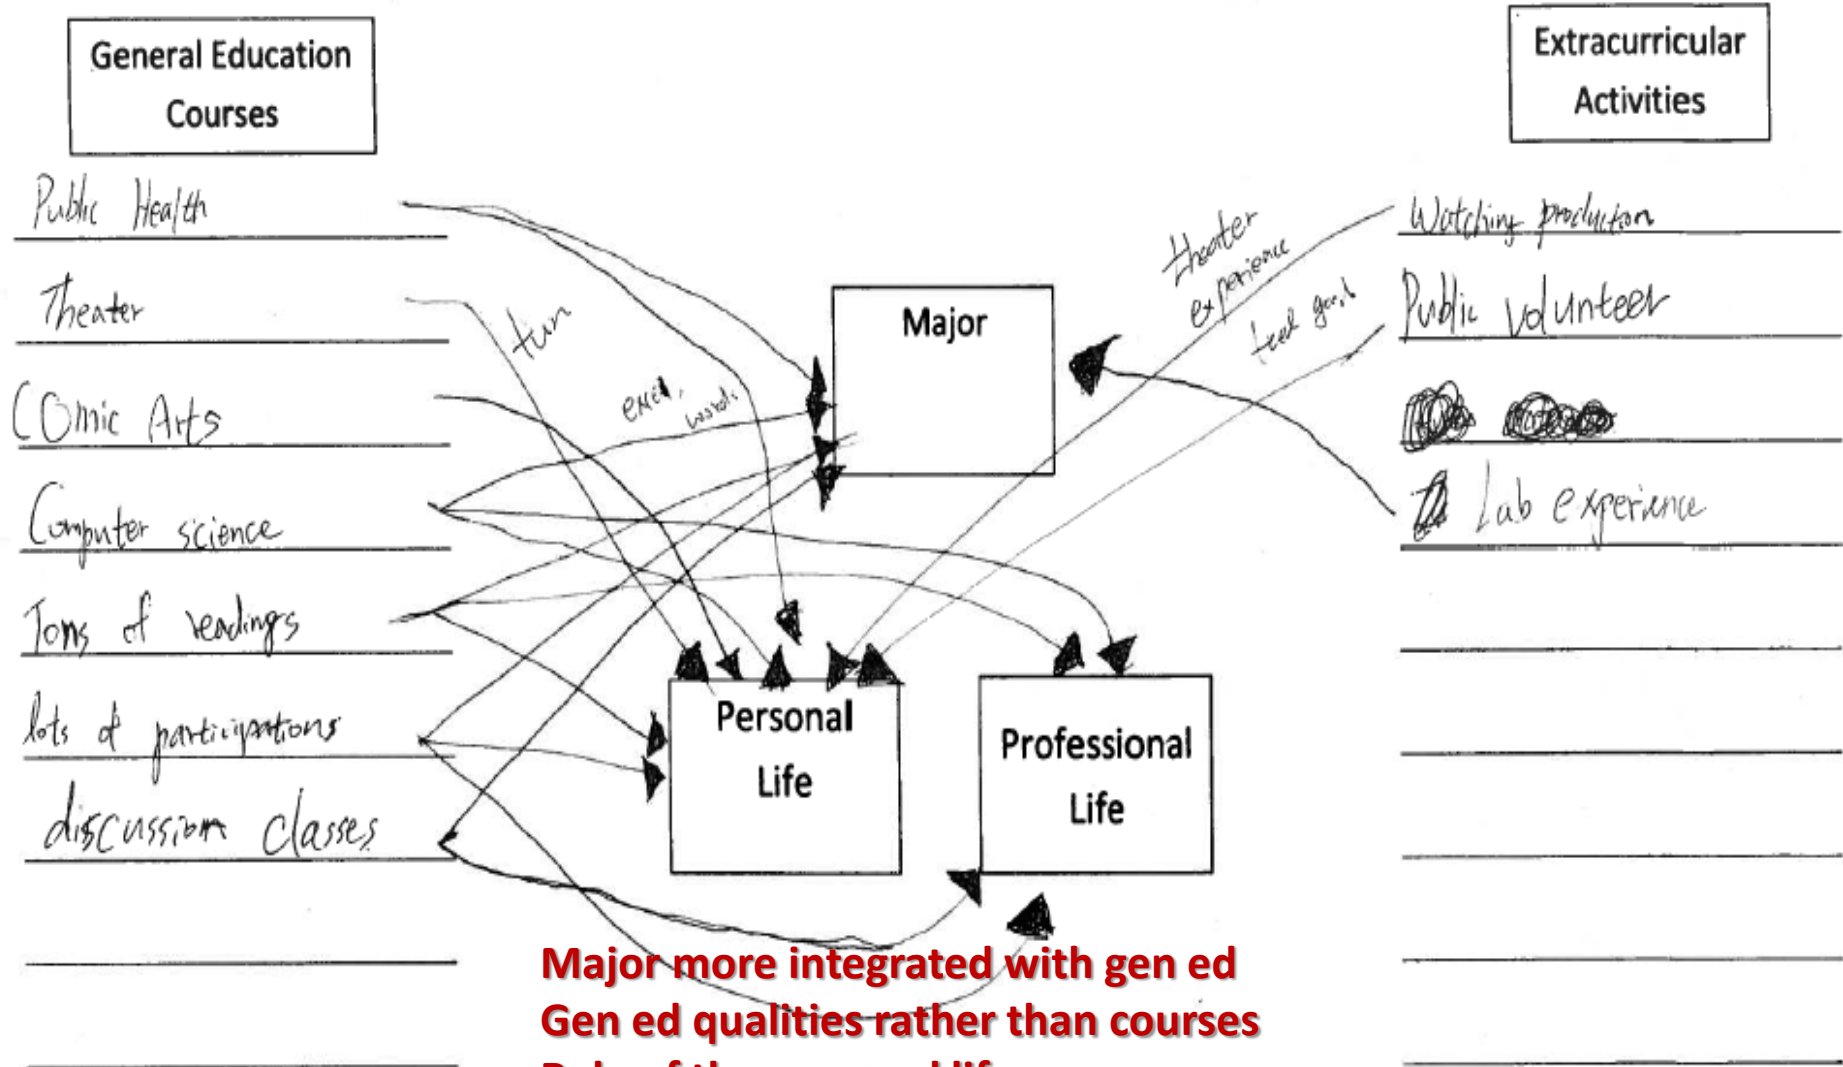 General Education
Courses
Public Health
Theater
Comic Arts
Computer science
Tons of readings
lots of participations
discussion classes
fun
excel,
words
Major
Personal
Life
Professional
Life
theater
experience
feel good
Extracurricular
Activities
Watching production
Public volunteer
Lab experience
Major more integrated with gen ed
Gen ed qualities rather than courses